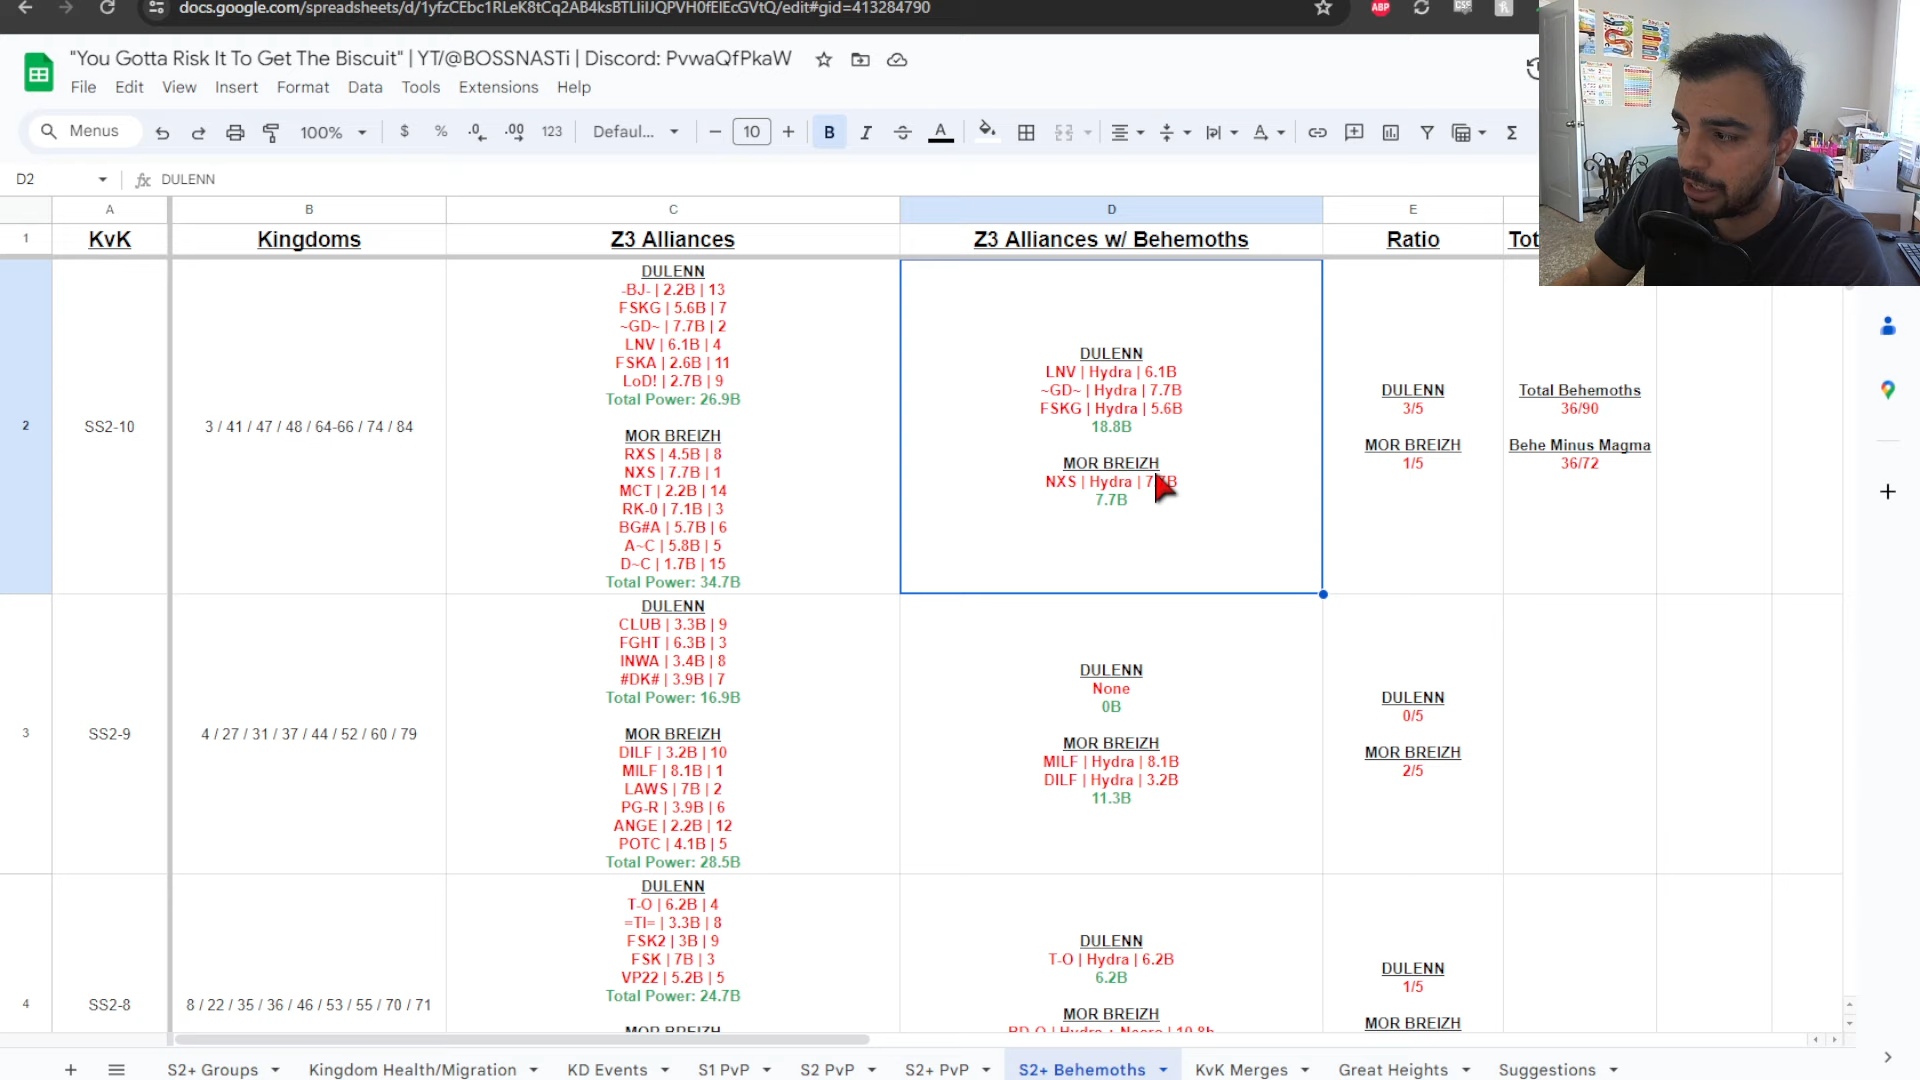 docs.google.com/spreadsheets/d/1yfzCEbc1RLeK8tCq2AB4ksBTLIiIJQPVH0fEIEcGVtQ/edit#gid=413284790
ABP
"You Gotta Risk It To Get The Biscuit" | YT/@BOSSNASTi | Discord: PvwaQfPkaW
File Edit View Insert Format Data Tools Extensions Help
Menus 100% $ % .0 .00 123 Defaul... 10 B I A Σ
D2 fx DULENN
A B C D E
1 KvK Kingdoms Z3 Alliances Z3 Alliances w/ Behemoths Ratio Tot
2 SS2-10 3 / 41 / 47 / 48 / 64-66 / 74 / 84
DULENN
-BJ- | 2.2B | 13
FSKG | 5.6B | 7
~GD~ | 7.7B | 2
LNV | 6.1B | 4
FSKA | 2.6B | 11
LoD! | 2.7B | 9
Total Power: 26.9B
MOR BREIZH
RXS | 4.5B | 8
NXS | 7.7B | 1
MCT | 2.2B | 14
RK-0 | 7.1B | 3
BG#A | 5.7B | 6
A~C | 5.8B | 5
D~C | 1.7B | 15
Total Power: 34.7B
DULENN
LNV | Hydra | 6.1B
~GD~ | Hydra | 7.7B
FSKG | Hydra | 5.6B
18.8B
MOR BREIZH
NXS | Hydra | 7.7B
7.7B
DULENN
3/5
MOR BREIZH
1/5
Total Behemoths
36/90
Behe Minus Magma
36/72
3 SS2-9 4 / 27 / 31 / 37 / 44 / 52 / 60 / 79
DULENN
CLUB | 3.3B | 9
FGHT | 6.3B | 3
INWA | 3.4B | 8
#DK# | 3.9B | 7
Total Power: 16.9B
MOR BREIZH
DILF | 3.2B | 10
MILF | 8.1B | 1
LAWS | 7B | 2
PG-R | 3.9B | 6
ANGE | 2.2B | 12
POTC | 4.1B | 5
Total Power: 28.5B
DULENN
None
0B
MOR BREIZH
MILF | Hydra | 8.1B
DILF | Hydra | 3.2B
11.3B
DULENN
0/5
MOR BREIZH
2/5
4 SS2-8 8 / 22 / 35 / 36 / 46 / 53 / 55 / 70 / 71
DULENN
T-O | 6.2B | 4
=TI= | 3.3B | 8
FSK2 | 3B | 9
FSK | 7B | 3
VP22 | 5.2B | 5
Total Power: 24.7B
MOR BREIZH
DULENN
T-O | Hydra | 6.2B
6.2B
MOR BREIZH
DULENN
1/5
MOR BREIZH
S2+ Groups Kingdom Health/Migration KD Events S1 PvP S2 PvP S2+ PvP S2+ Behemoths KvK Merges Great Heights Suggestions